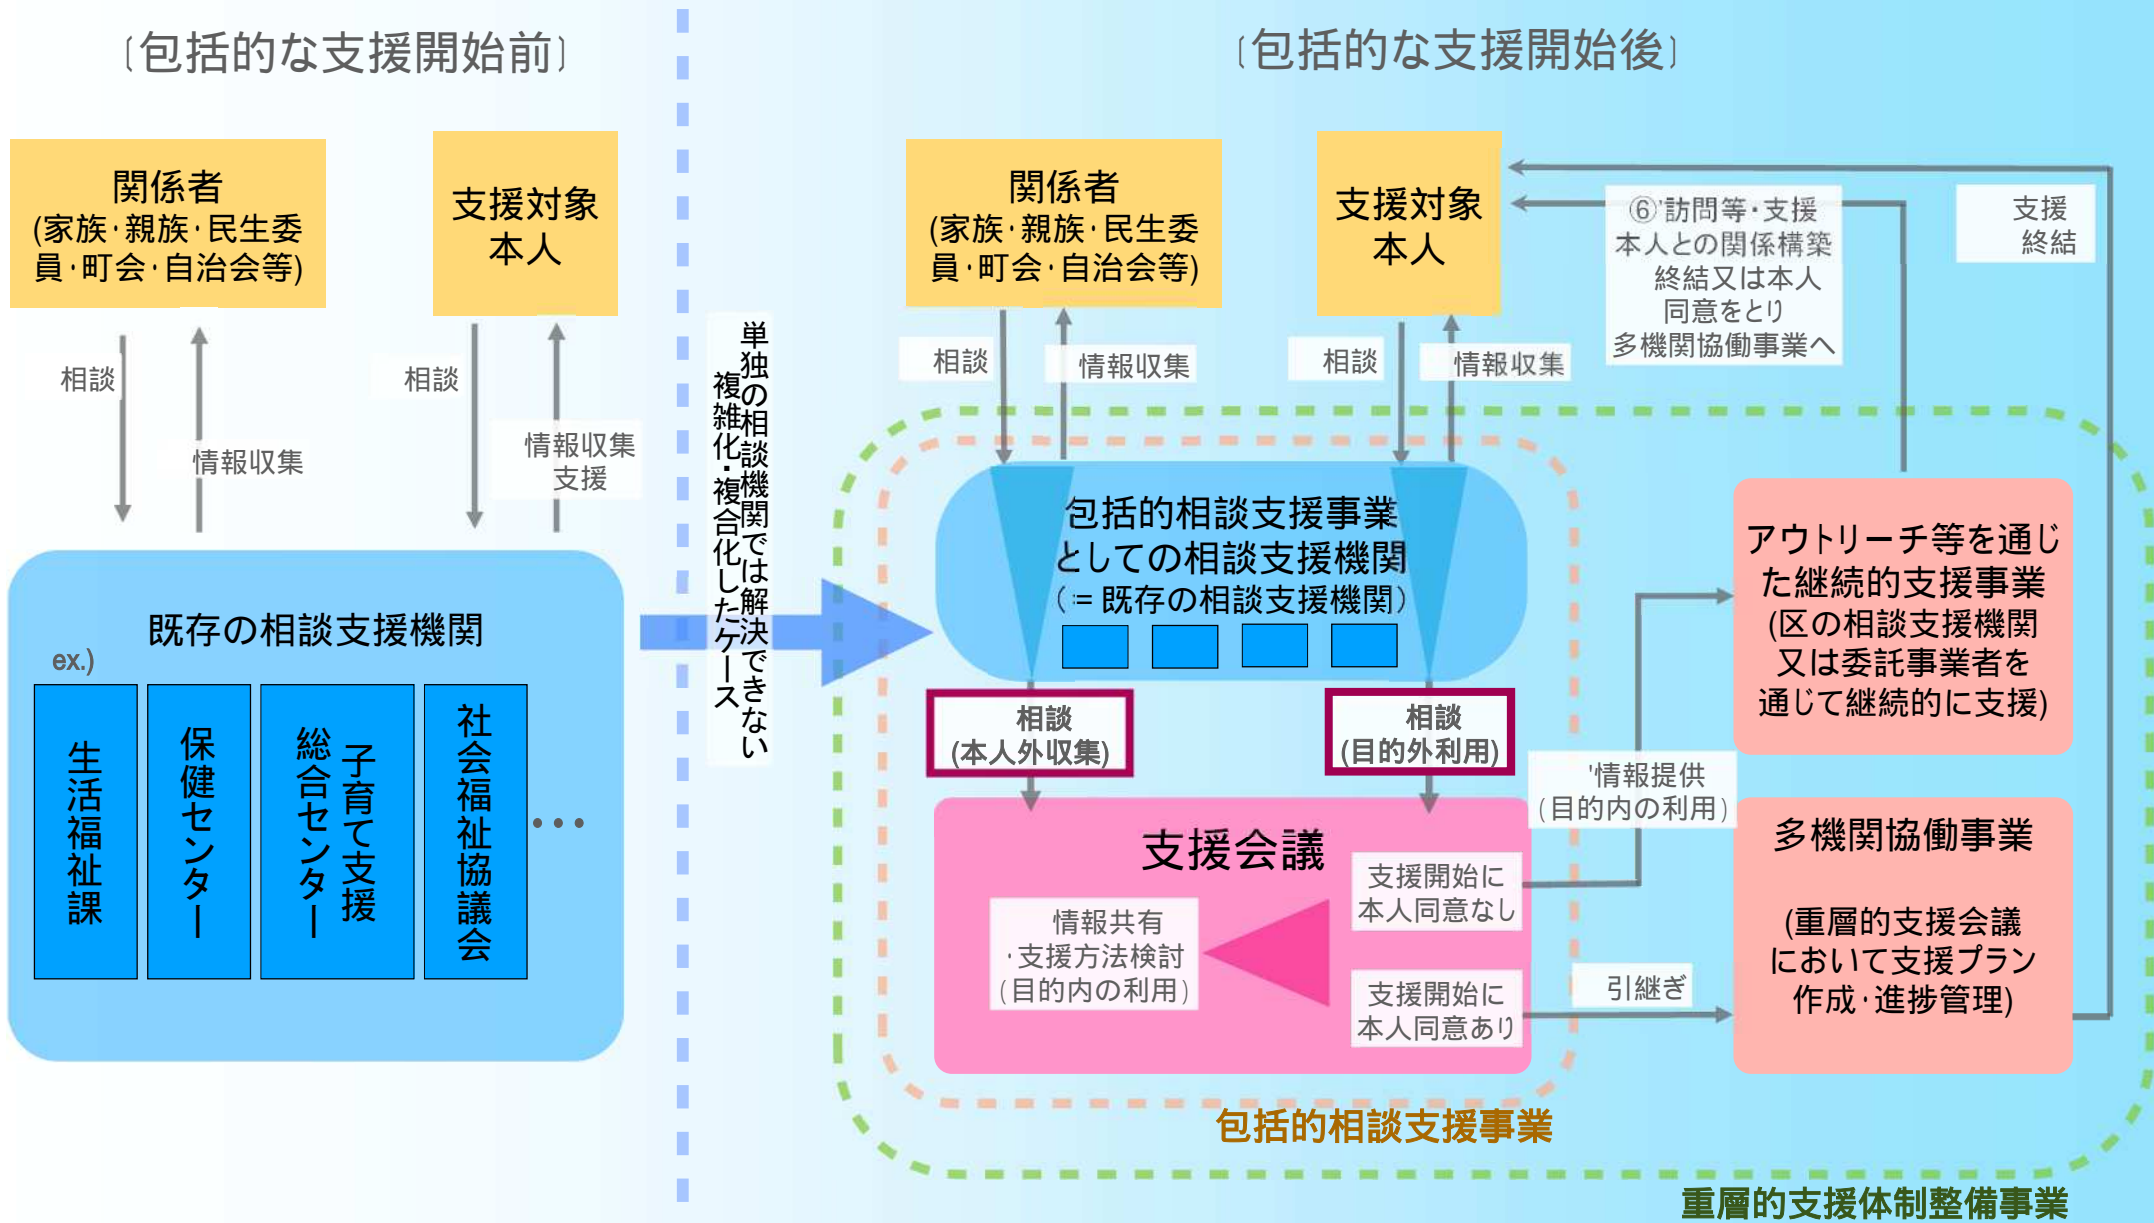 〔包括的な支援開始前〕
関係者
(家族・親族・民生委
員・町会・自治会等)
支援対象
本人
相談
情報収集
相談
情報収集
支援
既存の相談支援機関
ex.)
生活福祉課
保健センター
子育て支援
総合センター
社会福祉協議会
・・・
単独の相談機関では解決できない
複雑化・複合化したケース
〔包括的な支援開始後〕
関係者
(家族・親族・民生委
員・町会・自治会等)
支援対象
本人
相談
情報収集
相談
情報収集
⑥'訪問等・支援
本人との関係構築
終結又は本人
同意をとり
多機関協働事業へ
支援
終結
包括的相談支援事業
としての相談支援機関
(=既存の相談支援機関)
相談
(本人外収集)
相談
(目的外利用)
支援会議
情報共有
・支援方法検討
(目的内の利用)
支援開始に
本人同意なし
支援開始に
本人同意あり
'情報提供
(目的内の利用)
引継ぎ
アウトリーチ等を通じ
た継続的支援事業
(区の相談支援機関
又は委託事業者を
通じて継続的に支援)
多機関協働事業
(重層的支援会議
において支援プラン
作成・進捗管理)
包括的相談支援事業
重層的支援体制整備事業